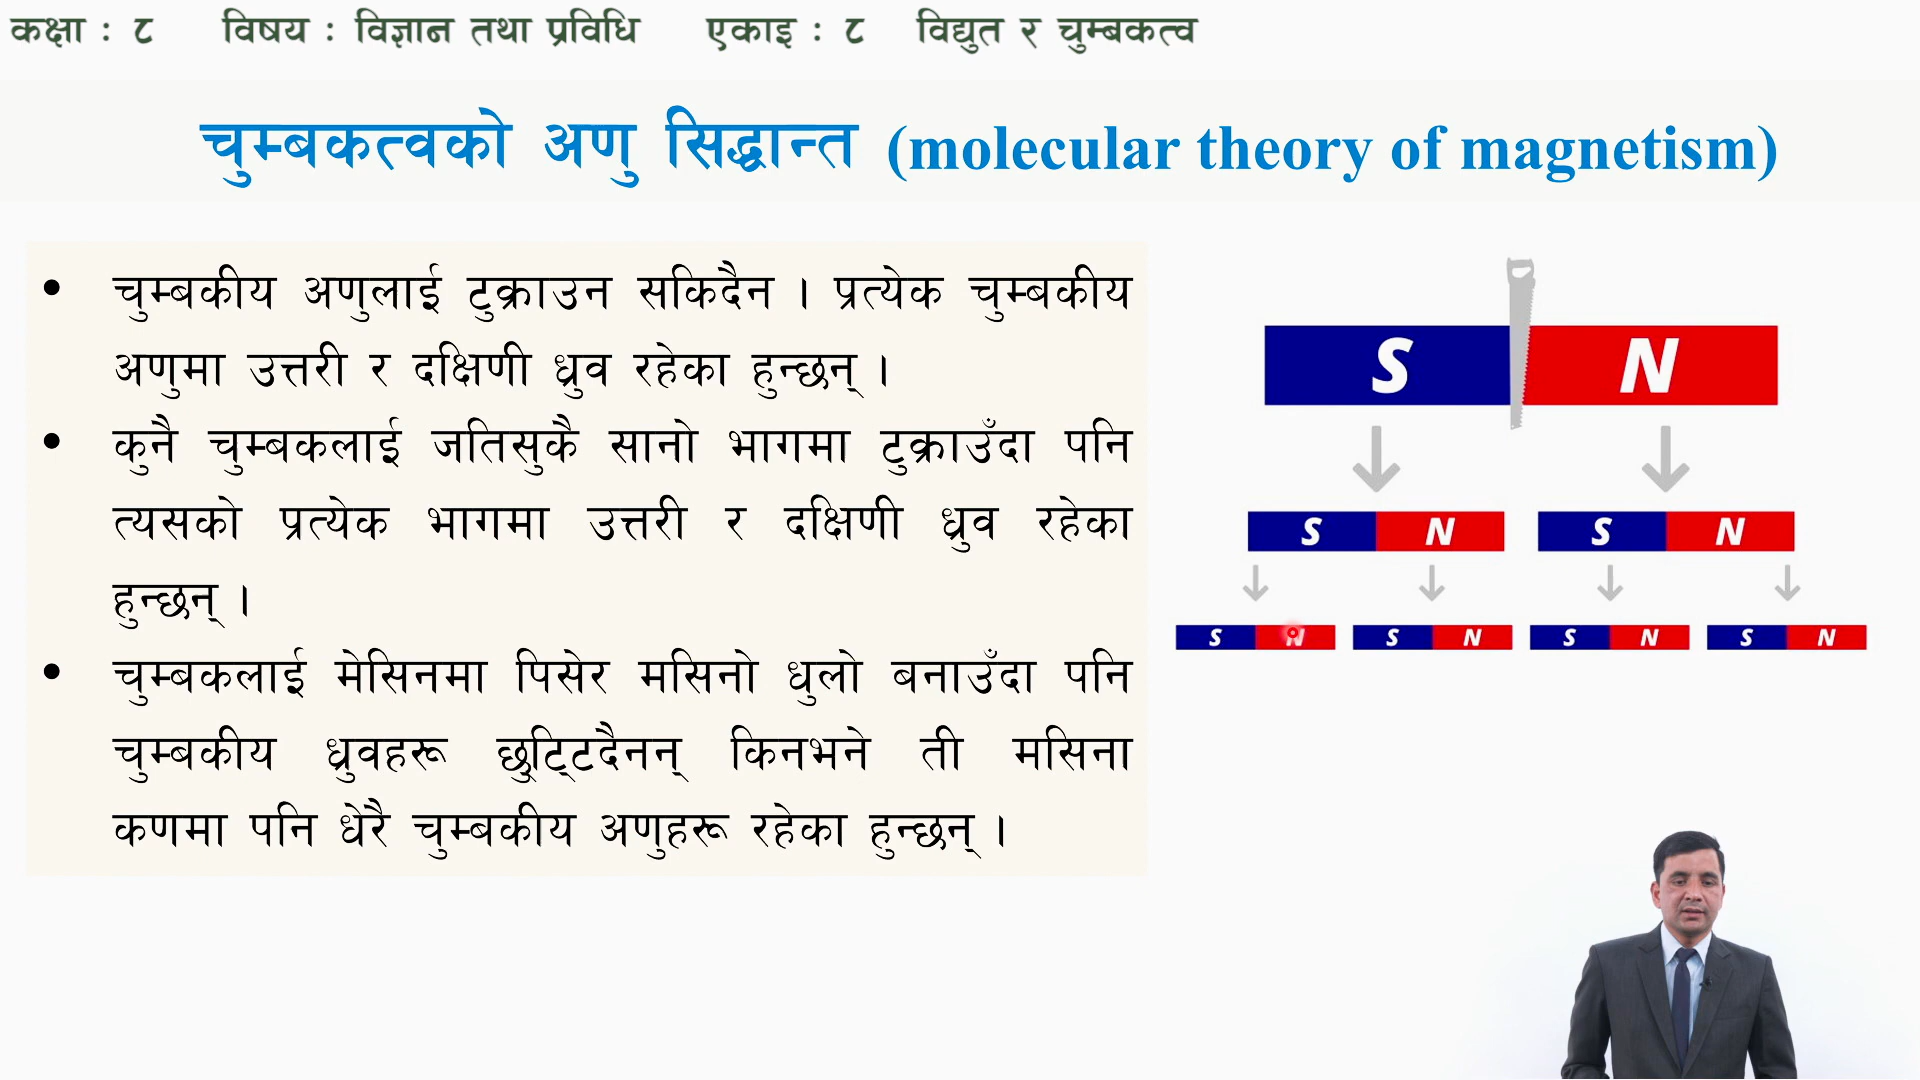 कक्षा : ८ विषय : विज्ञान तथा प्रविधि एकाइ : ८ विद्युत र चुम्बकत्व
चुम्बकत्वको अणु सिद्धान्त (molecular theory of magnetism)
• चुम्बकीय अणुलाई टुक्राउन सकिदैन । प्रत्येक चुम्बकीय
अणुमा उत्तरी र दक्षिणी ध्रुव रहेका हुन्छन् ।
• कुनै चुम्बकलाई जतिसुकै सानो भागमा टुक्राउँदा पनि
त्यसको प्रत्येक भागमा उत्तरी र दक्षिणी ध्रुव रहेका
हुन्छन् ।
• चुम्बकलाई मेसिनमा पिसेर मसिनो धुलो बनाउँदा पनि
चुम्बकीय ध्रुवहरू छुट्टिदैनन् किनभने ती मसिना
कणमा पनि धेरै चुम्बकीय अणुहरू रहेका हुन्छन् ।
S N
S N S N
S N S N S N S N